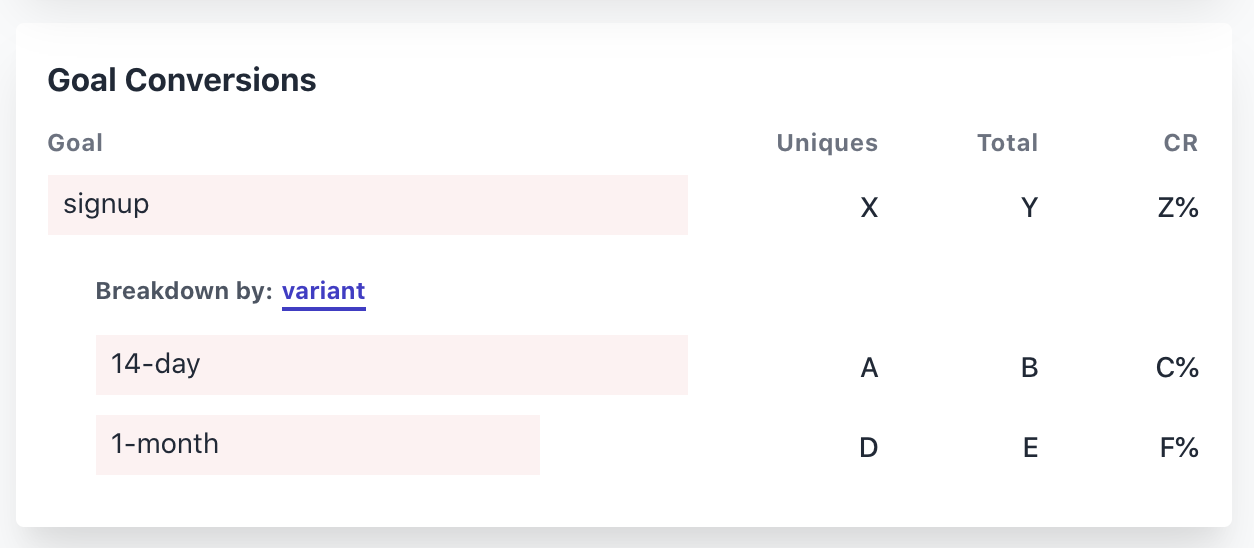 Goal Conversions
Goal Uniques Total CR
signup X Y Z%
Breakdown by: variant
14-day A B C%
1-month D E F%